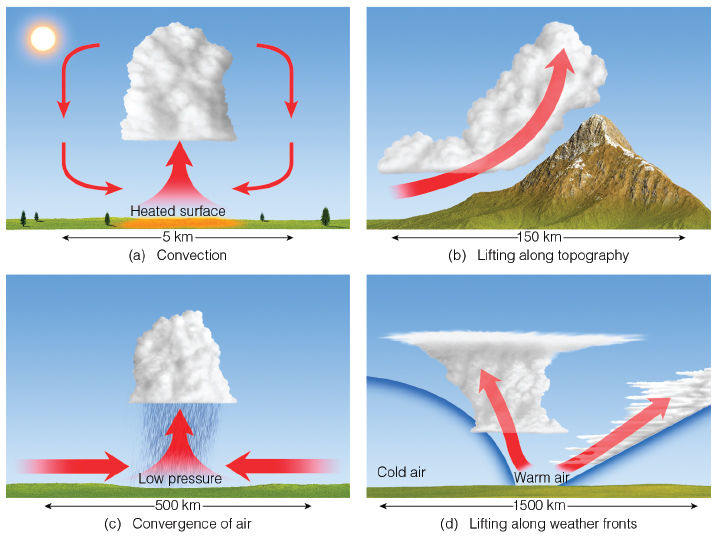 Heated surface
5 km
(a) Convection
150 km
(b) Lifting along topography
Low pressure
500 km
(c) Convergence of air
Cold air
Warm air
1500 km
(d) Lifting along weather fronts